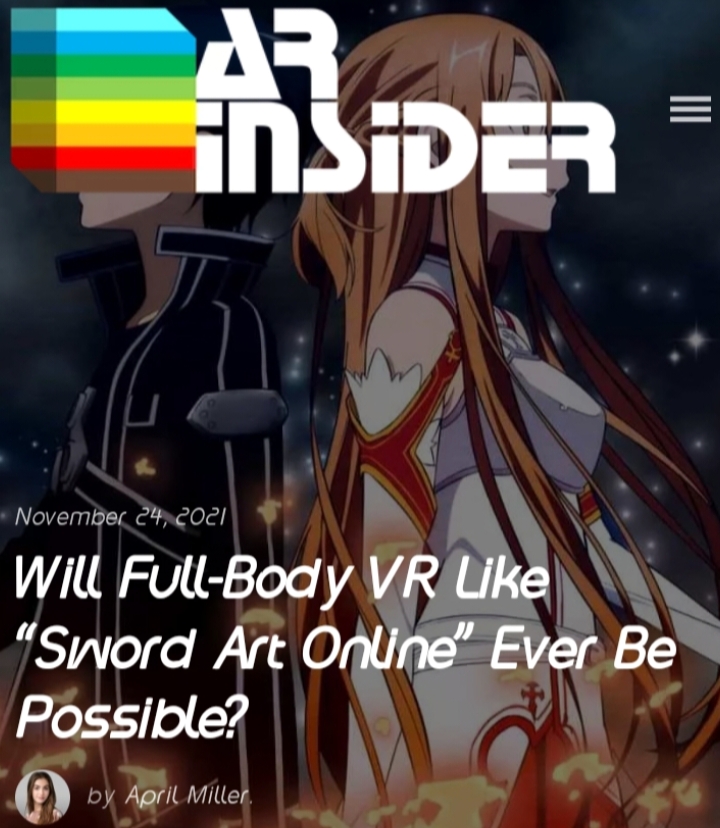 AR
INSIDER
November 24, 2021
Will Full-Body VR Like
“Sword Art Online” Ever Be
Possible?
by April Miller.